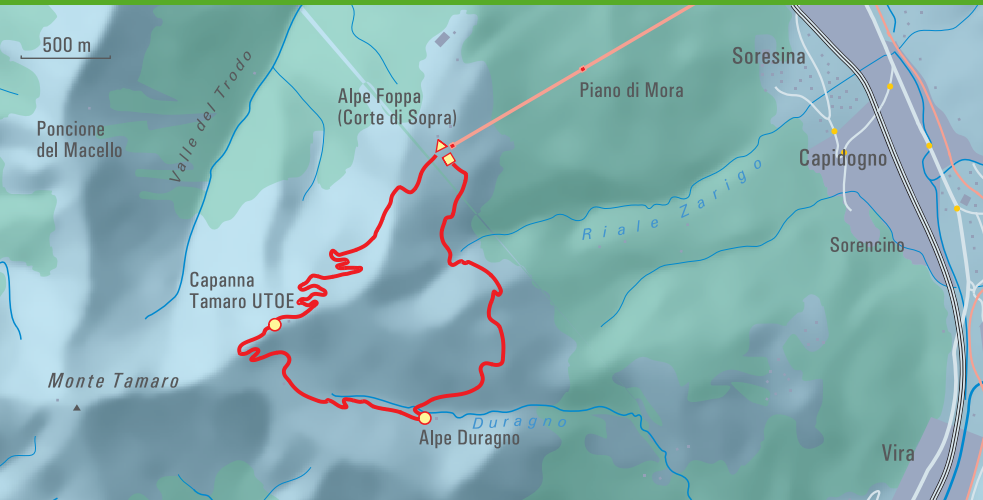 500 m
Soresina
Valle del Trodo
Piano di Mora
Alpe Foppa
(Corte di Sopra)
Poncione
del Macello
Capidogno
Riale Zarigo
Sorencino
Capanna
Tamaro UTOE
Monte Tamaro
Duragno
Alpe Duragno
Vira